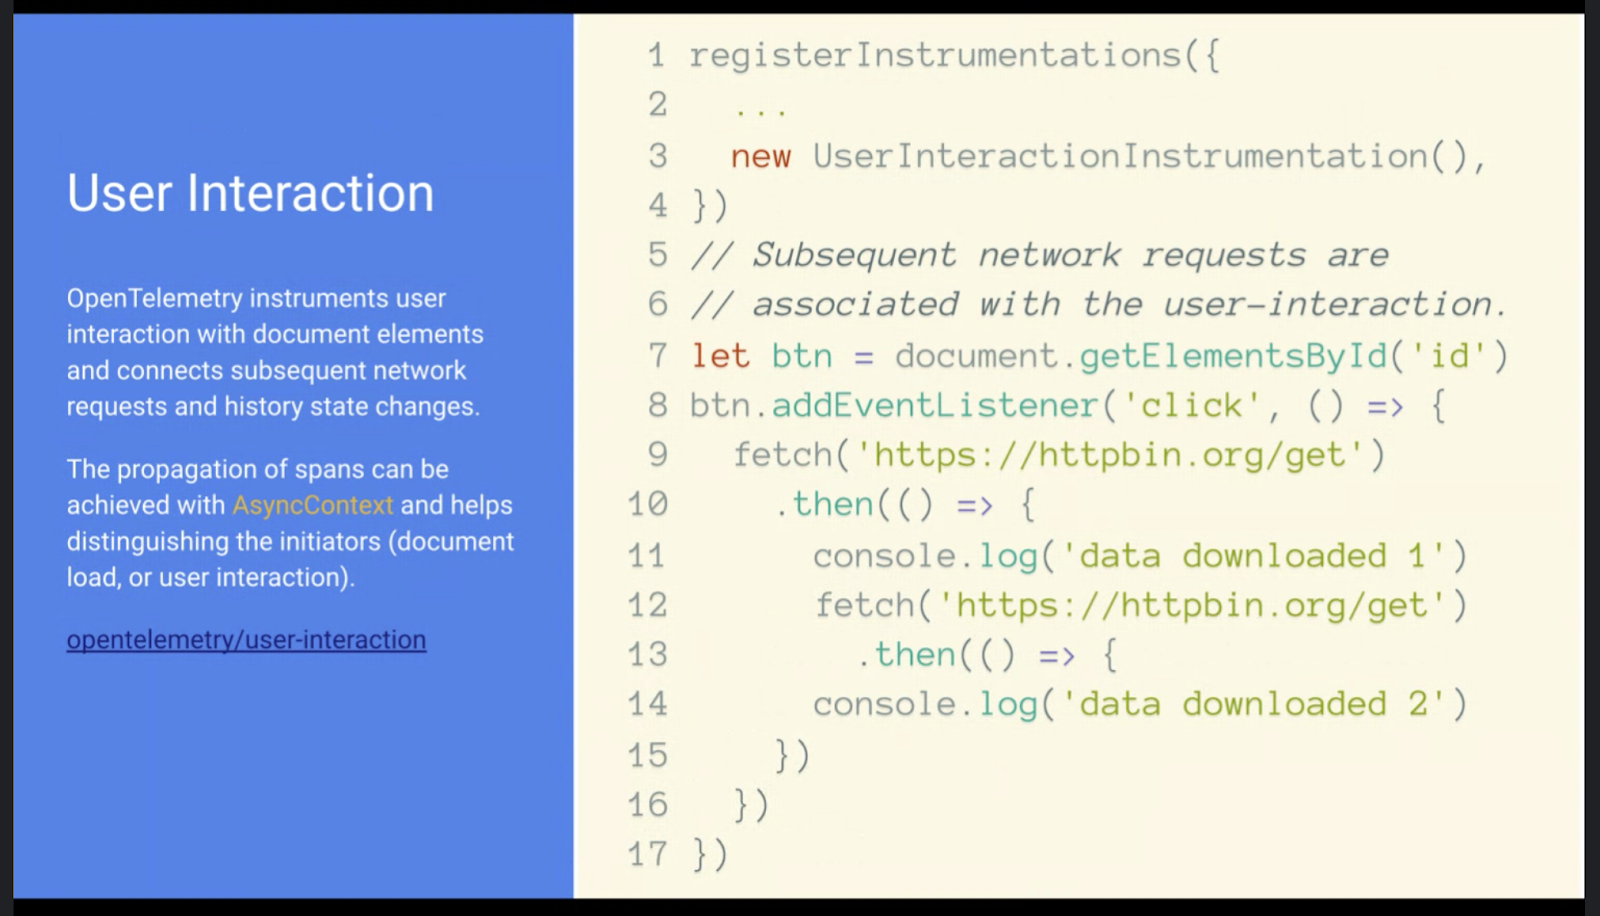 User Interaction
OpenTelemetry instruments user
interaction with document elements
and connects subsequent network
requests and history state changes.
The propagation of spans can be
achieved with AsyncContext and helps
distinguishing the initiators (document
load, or user interaction).
opentelemetry/user-interaction
1 registerInstrumentations({
2   ...
3   new UserInteractionInstrumentation(),
4 })
5 // Subsequent network requests are
6 // associated with the user-interaction.
7 let btn = document.getElementsById('id')
8 btn.addEventListener('click', () => {
9   fetch('https://httpbin.org/get')
10     .then(() => {
11       console.log('data downloaded 1')
12       fetch('https://httpbin.org/get')
13         .then(() => {
14       console.log('data downloaded 2')
15     })
16   })
17 })